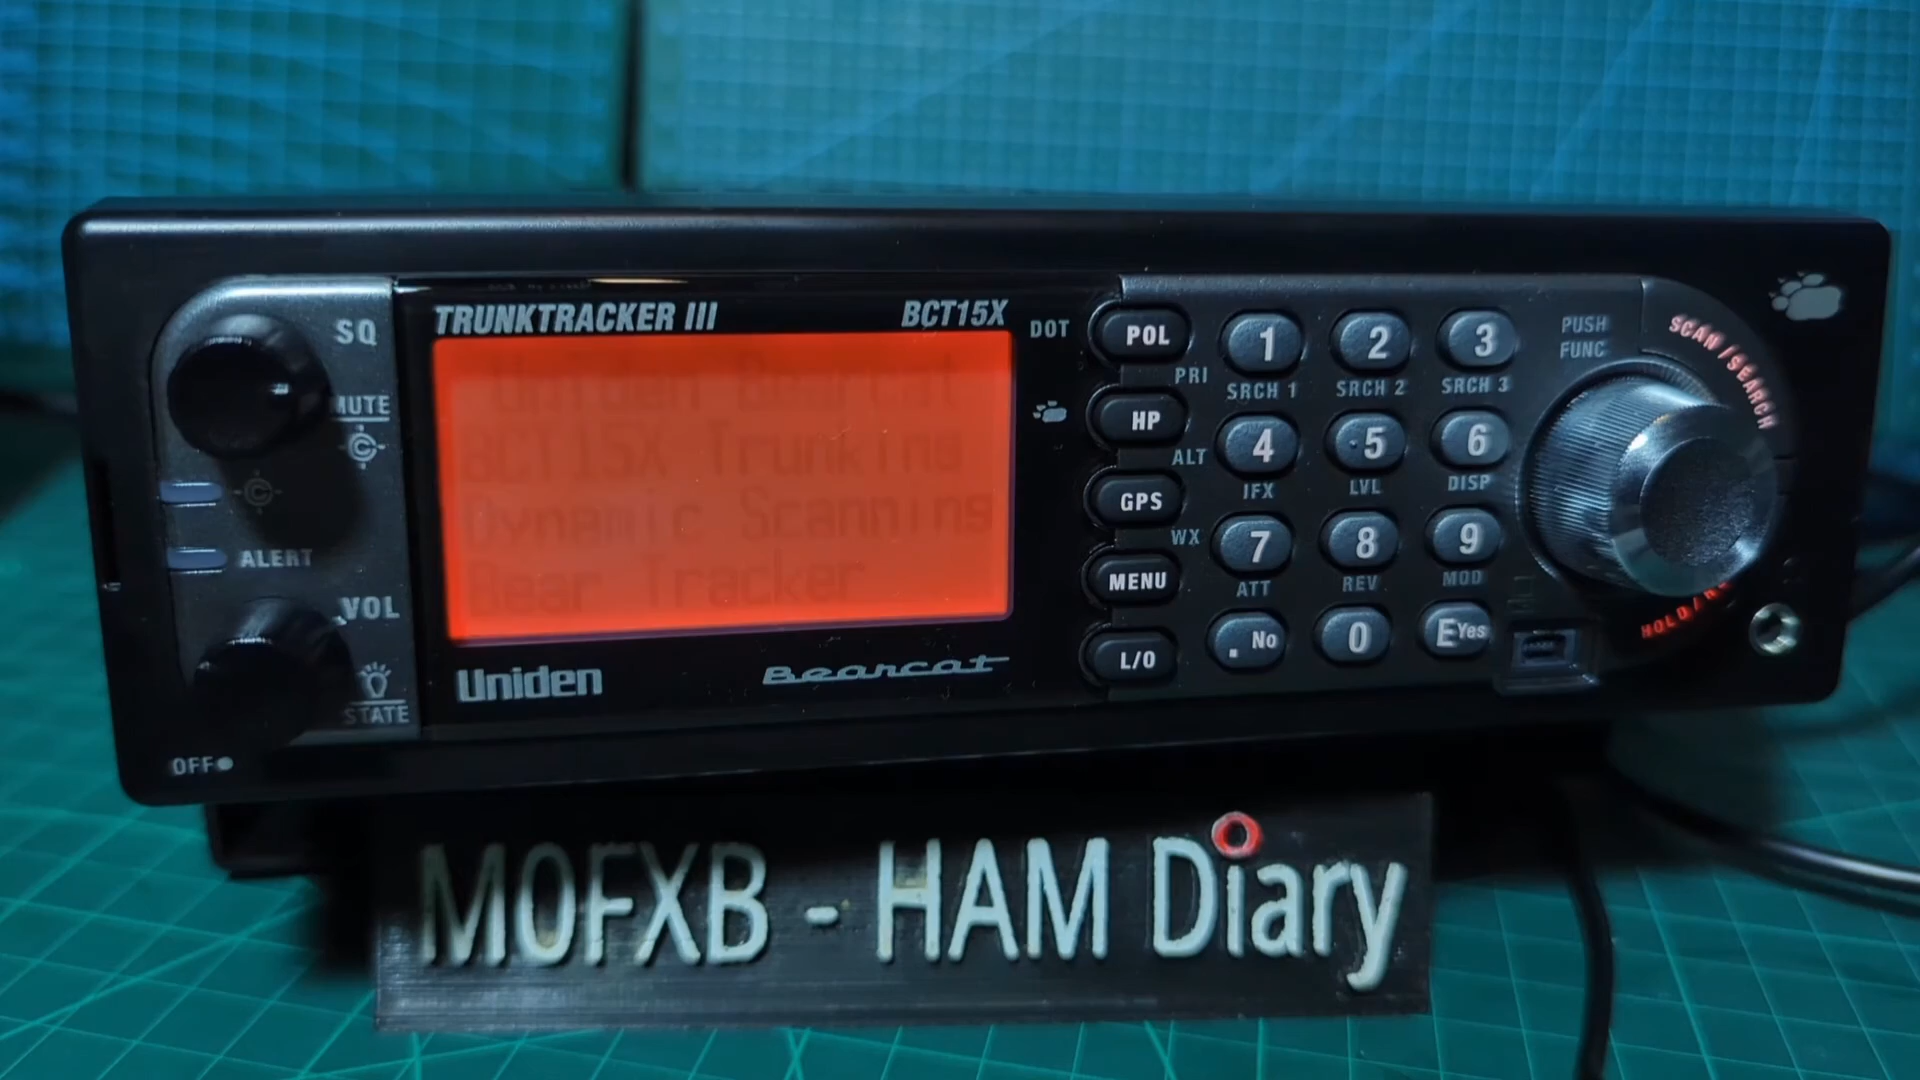 TRUNKTRACKER III
BCT15X
SQ
MUTE
ALERT
VOL
STATE
OFF
Uniden Bearcat
BCT15X Trunking
Dynamic Scanning
Bear Tracker
Uniden
Bearcat
DOT
POL
PRI
HP
ALT
GPS
WX
MENU
L/O
1 2 3
SRCH 1 SRCH 2 SRCH 3
4 5 6
IFX LVL DISP
7 8 9
ATT REV MOD
. No 0 E Yes
PUSH
FUNC
SCAN / SEARCH
HOLD /
M0FXB - HAM Diary